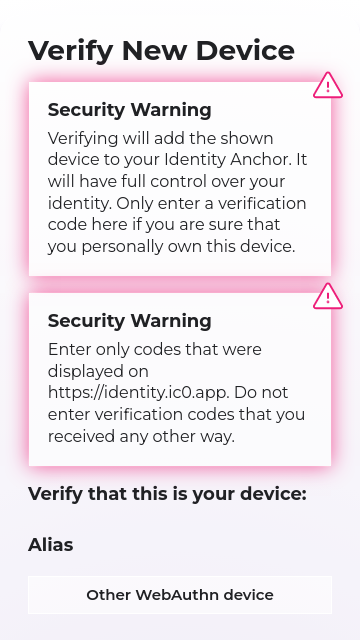 Verify New Device
Security Warning
Verifying will add the shown
device to your Identity Anchor. It
will have full control over your
identity. Only enter a verification
code here if you are sure that
you personally own this device.
Security Warning
Enter only codes that were
displayed on
https://identity.ic0.app. Do not
enter verification codes that you
received any other way.
Verify that this is your device:
Alias
Other WebAuthn device